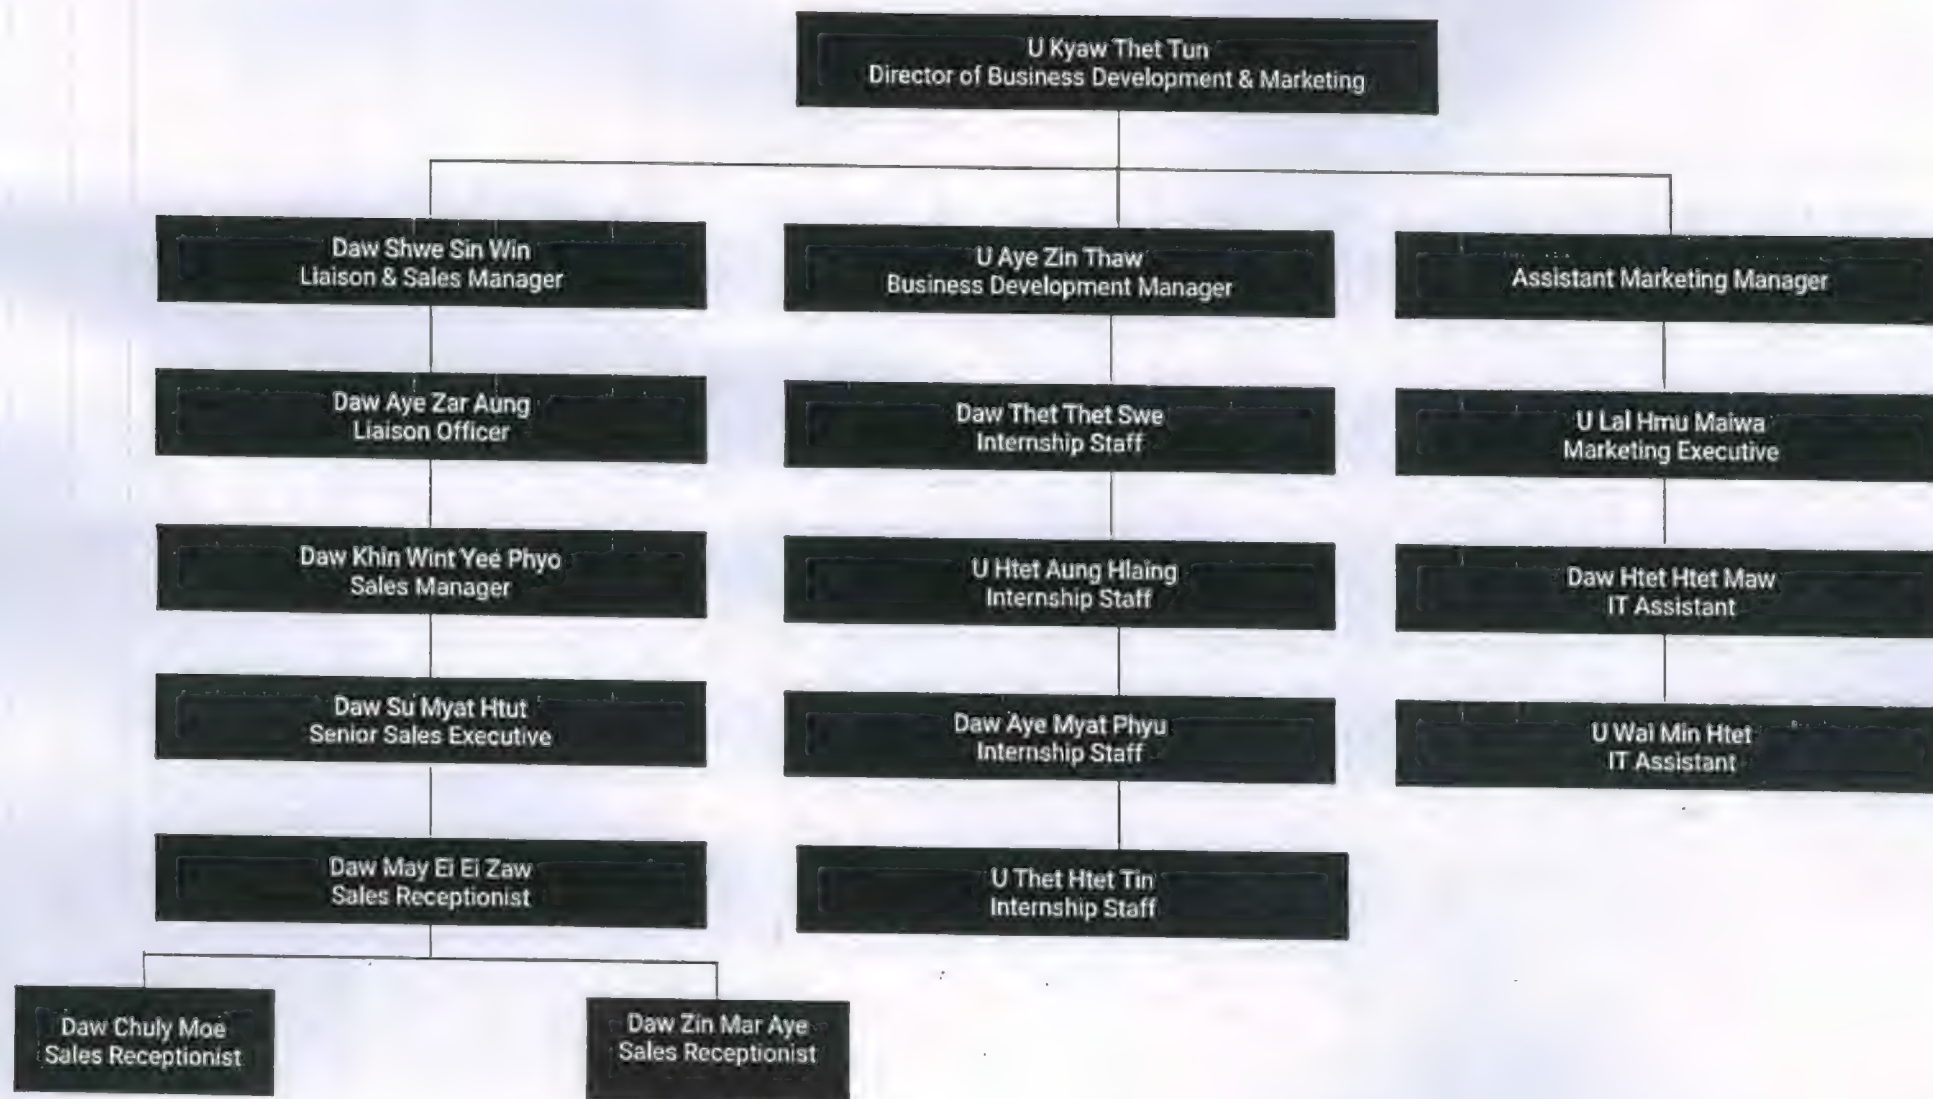 U Kyaw Thet Tun
Director of Business Development & Marketing
Daw Shwe Sin Win
Liaison & Sales Manager
U Aye Zin Thaw
Business Development Manager
Assistant Marketing Manager
Daw Aye Zar Aung
Liaison Officer
Daw Thet Thet Swe
Internship Staff
U Lal Hmu Maiwa
Marketing Executive
Daw Khin Wint Yee Phyo
Sales Manager
U Htet Aung Hlaing
Internship Staff
Daw Htet Htet Maw
IT Assistant
Daw Su Myat Htut
Senior Sales Executive
Daw Aye Myat Phyu
Internship Staff
U Wai Min Htet
IT Assistant
Daw May Ei Ei Zaw
Sales Receptionist
U Thet Htet Tin
Internship Staff
Daw Chuly Moe
Sales Receptionist
Daw Zin Mar Aye
Sales Receptionist